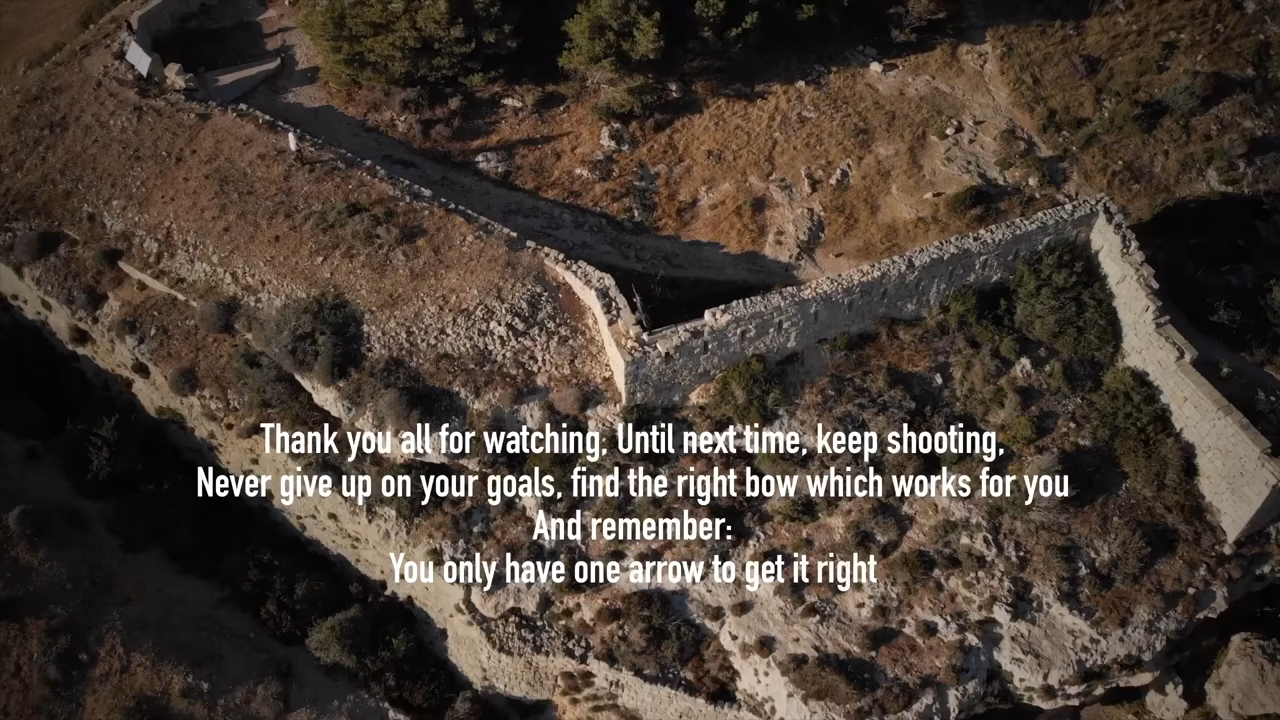 Thank you all for watching, Until next time, keep shooting,
Never give up on your goals, find the right bow which works for you
And remember:
You only have one arrow to get it right